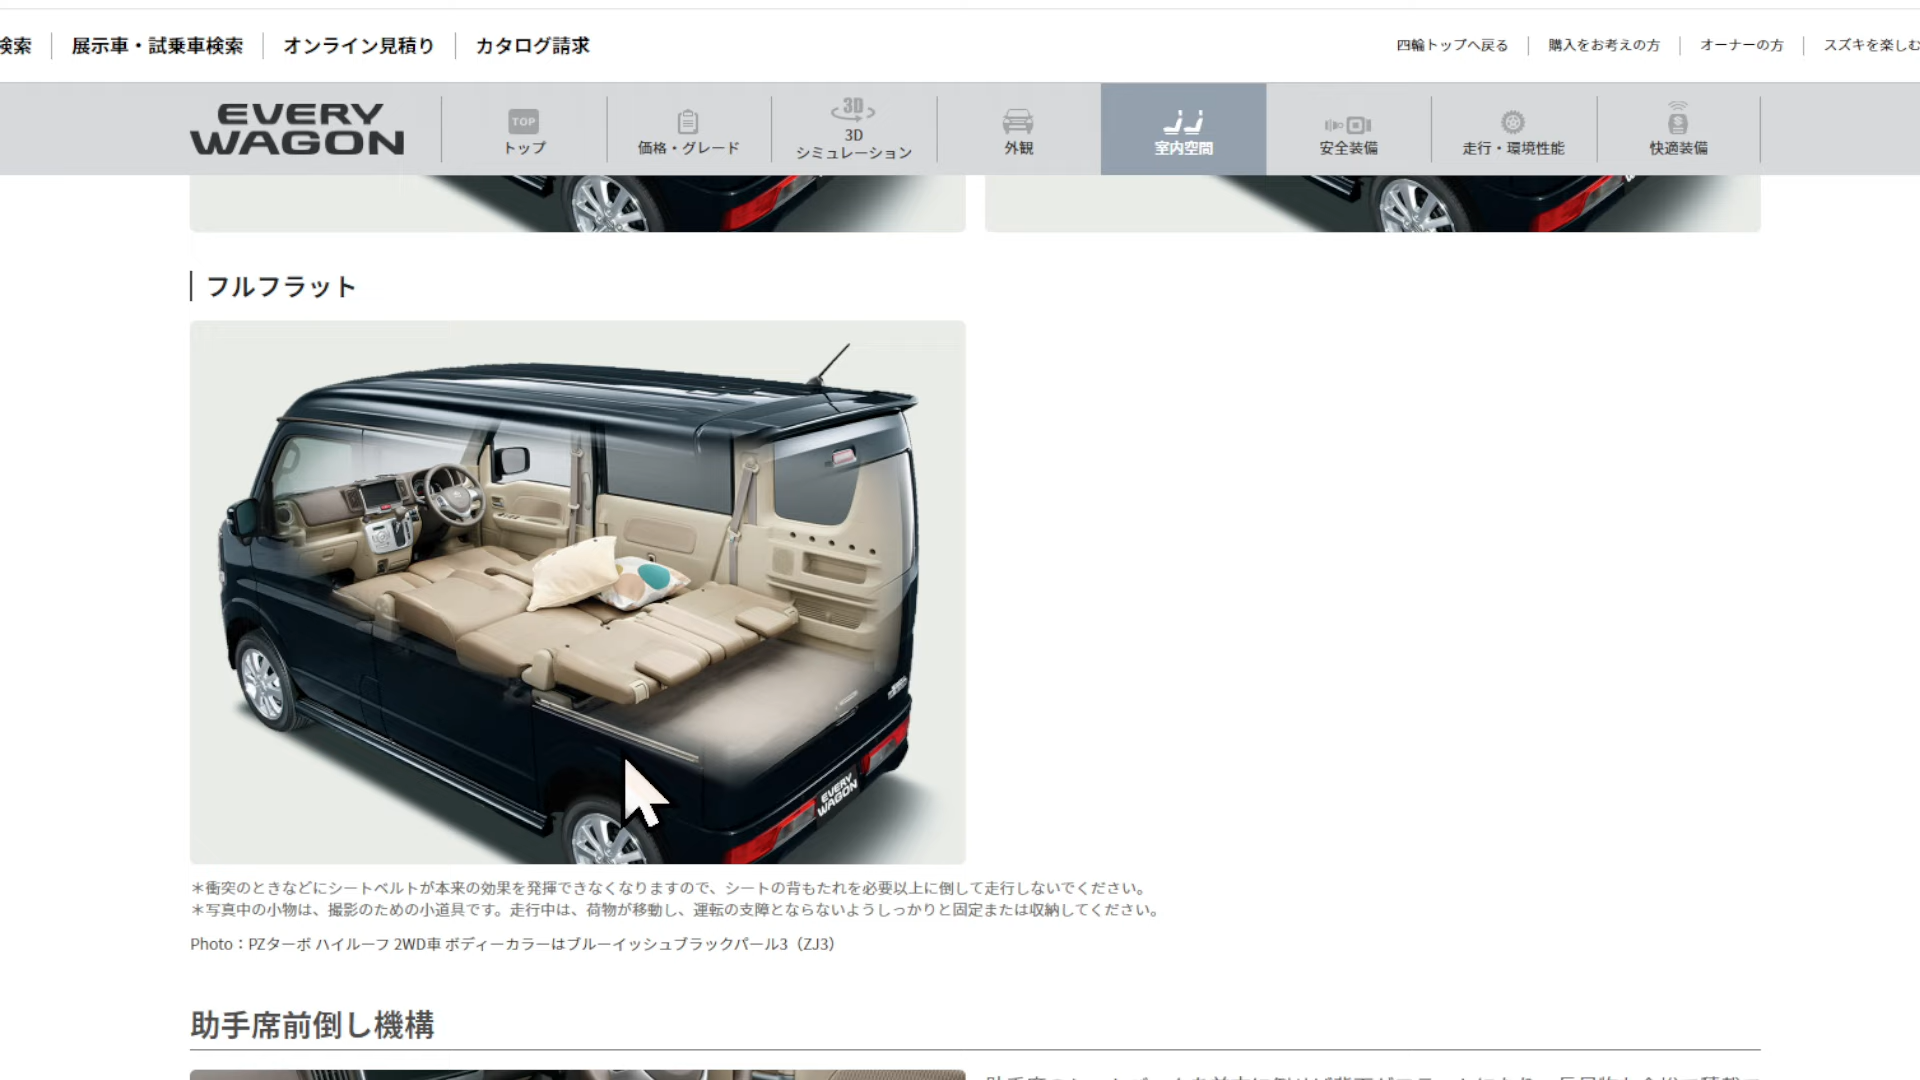 検索
展示車・試乗車検索
オンライン見積り
カタログ請求
四輪トップへ戻る
購入をお考えの方
オーナーの方
スズキを楽しむ
EVERY
WAGON
TOP
トップ
価格・グレード
3D
3D
シミュレーション
外観
室内空間
安全装備
走行・環境性能
快適装備
フルフラット
EVERY
WAGON
＊衝突のときなどにシートベルトが本来の効果を発揮できなくなりますので、シートの背もたれを必要以上に倒して走行しないでください。
＊写真中の小物は、撮影のための小道具です。走行中は、荷物が移動し、運転の支障とならないようしっかりと固定または収納してください。
Photo：PZターボ ハイルーフ 2WD車 ボディーカラーはブルーイッシュブラックパール3（ZJ3）
助手席前倒し機構